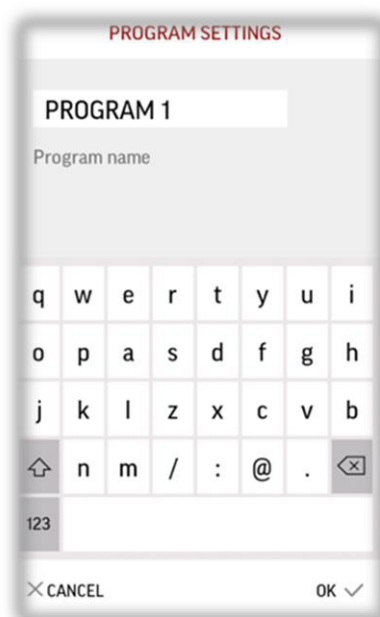 PROGRAM SETTINGS
PROGRAM 1
Program name
q w e r t y u i
o p a s d f g h
j k l z x c v b
n m / : @ .
123
CANCEL OK